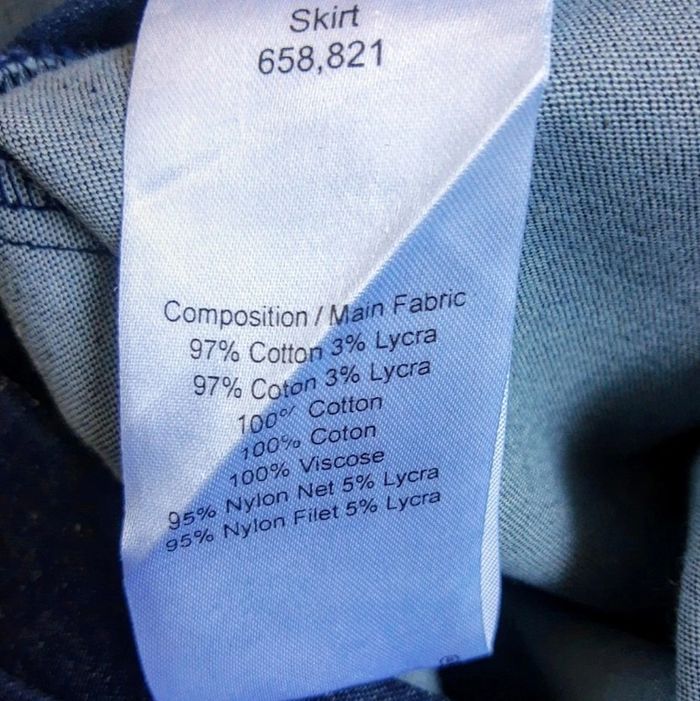 Skirt
658,821
Composition / Main Fabric
97% Cotton 3% Lycra
97% Coton 3% Lycra
100% Cotton
100% Coton
100% Viscose
95% Nylon Net 5% Lycra
95% Nylon Filet 5% Lycra